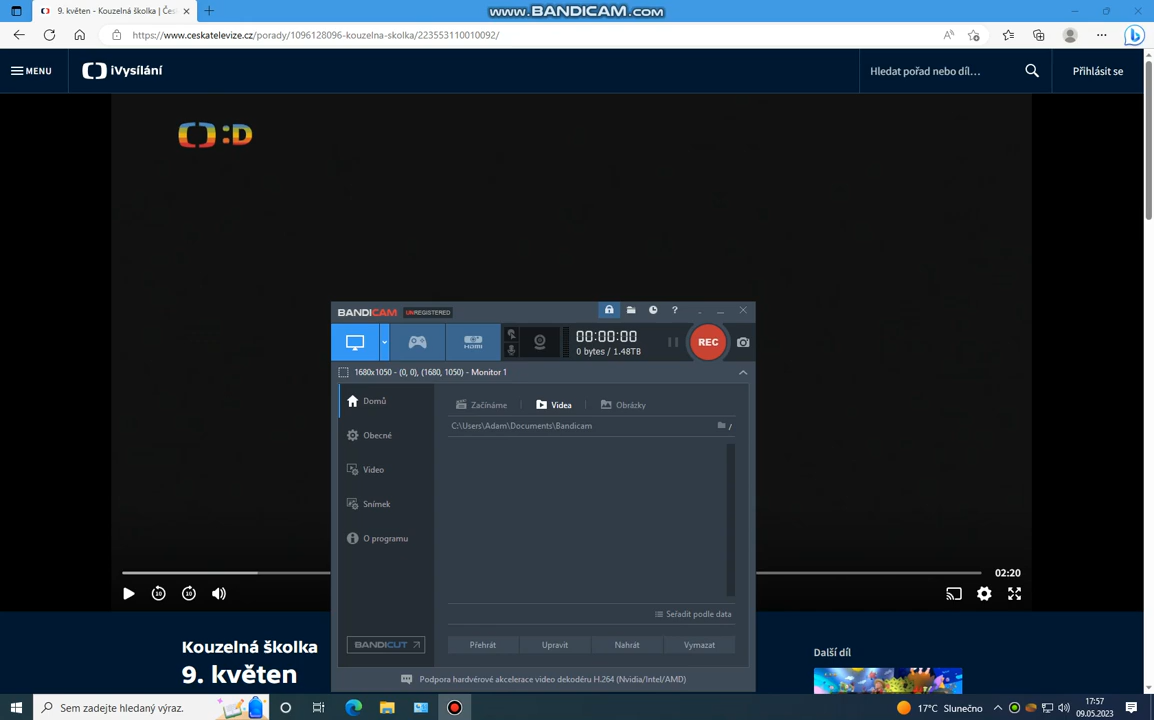 9. květen - Kouzelná školka | Čes
www.BANDICAM.com
https://www.ceskatelevize.cz/porady/1096128096-kouzelna-skolka/223553110010092/
MENU
iVysílání
Hledat pořad nebo díl...
Přihlásit se
:D
BANDICAM
UNREGISTERED
HDMI
00:00:00
0 bytes / 1.48TB
REC
1680x1050 - (0, 0), (1680, 1050) - Monitor 1
Domů
Obecné
Video
Snímek
O programu
BANDICUT
Začínáme
Videa
Obrázky
C:\Users\Adam\Documents\Bandicam
/
Seřadit podle data
Přehrát
Upravit
Nahrát
Vymazat
Podpora hardvérové akcelerace video dekodéru H.264 (Nvidia/Intel/AMD)
10
10
02:20
Kouzelná školka
9. květen
Další díl
Sem zadejte hledaný výraz.
17°C Slunečno
17:57
09.05.2023